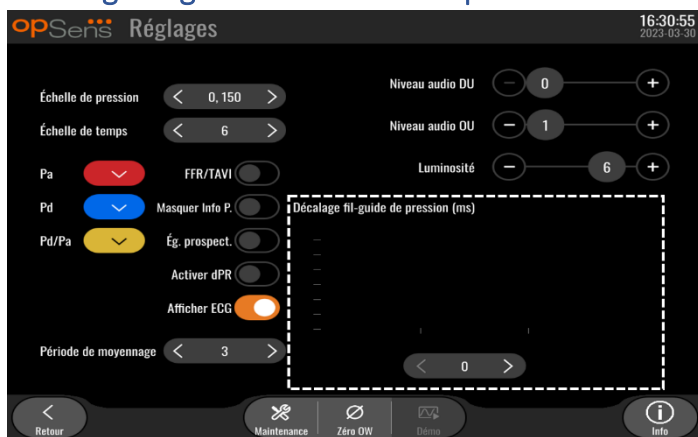 opSens Réglages
16:30:55
2023-03-30
Échelle de pression 0, 150
Échelle de temps 6
Niveau audio DU 0
Niveau audio OU 1
Luminosité 6
Pa
FFR/TAVI
Pd
Masquer Info P.
Pd/Pa
Ég. prospect.
Activer dPR
Afficher ECG
Période de moyennage 3
Décalage fil-guide de pression (ms)
0
Retour
Maintenance
Zéro OW
Démo
Info